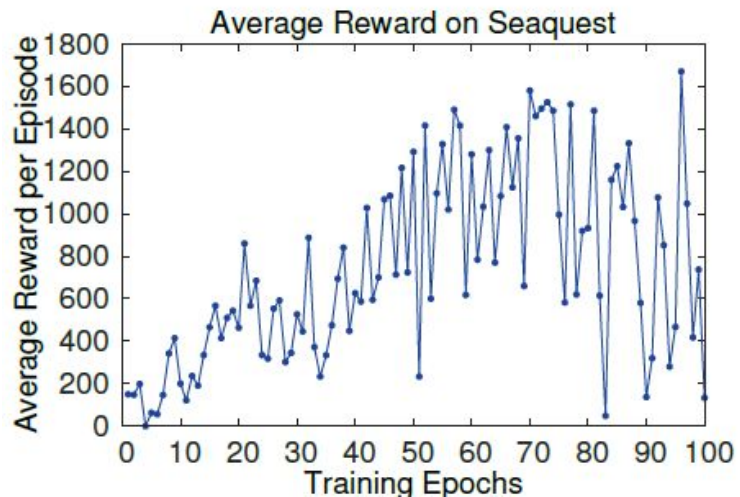 Average Reward on Seaquest
Average Reward per Episode
1800
1600
1400
1200
1000
800
600
400
200
0
0 10 20 30 40 50 60 70 80 90 100
Training Epochs